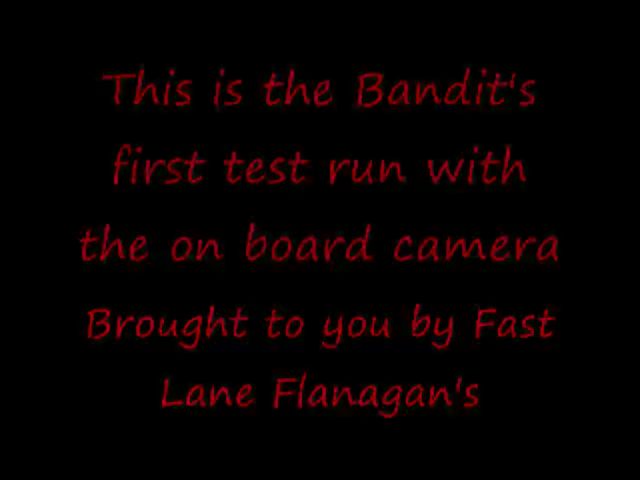 This is the Bandit's
first test run with
the on board camera
Brought to you by Fast
Lane Flanagan's